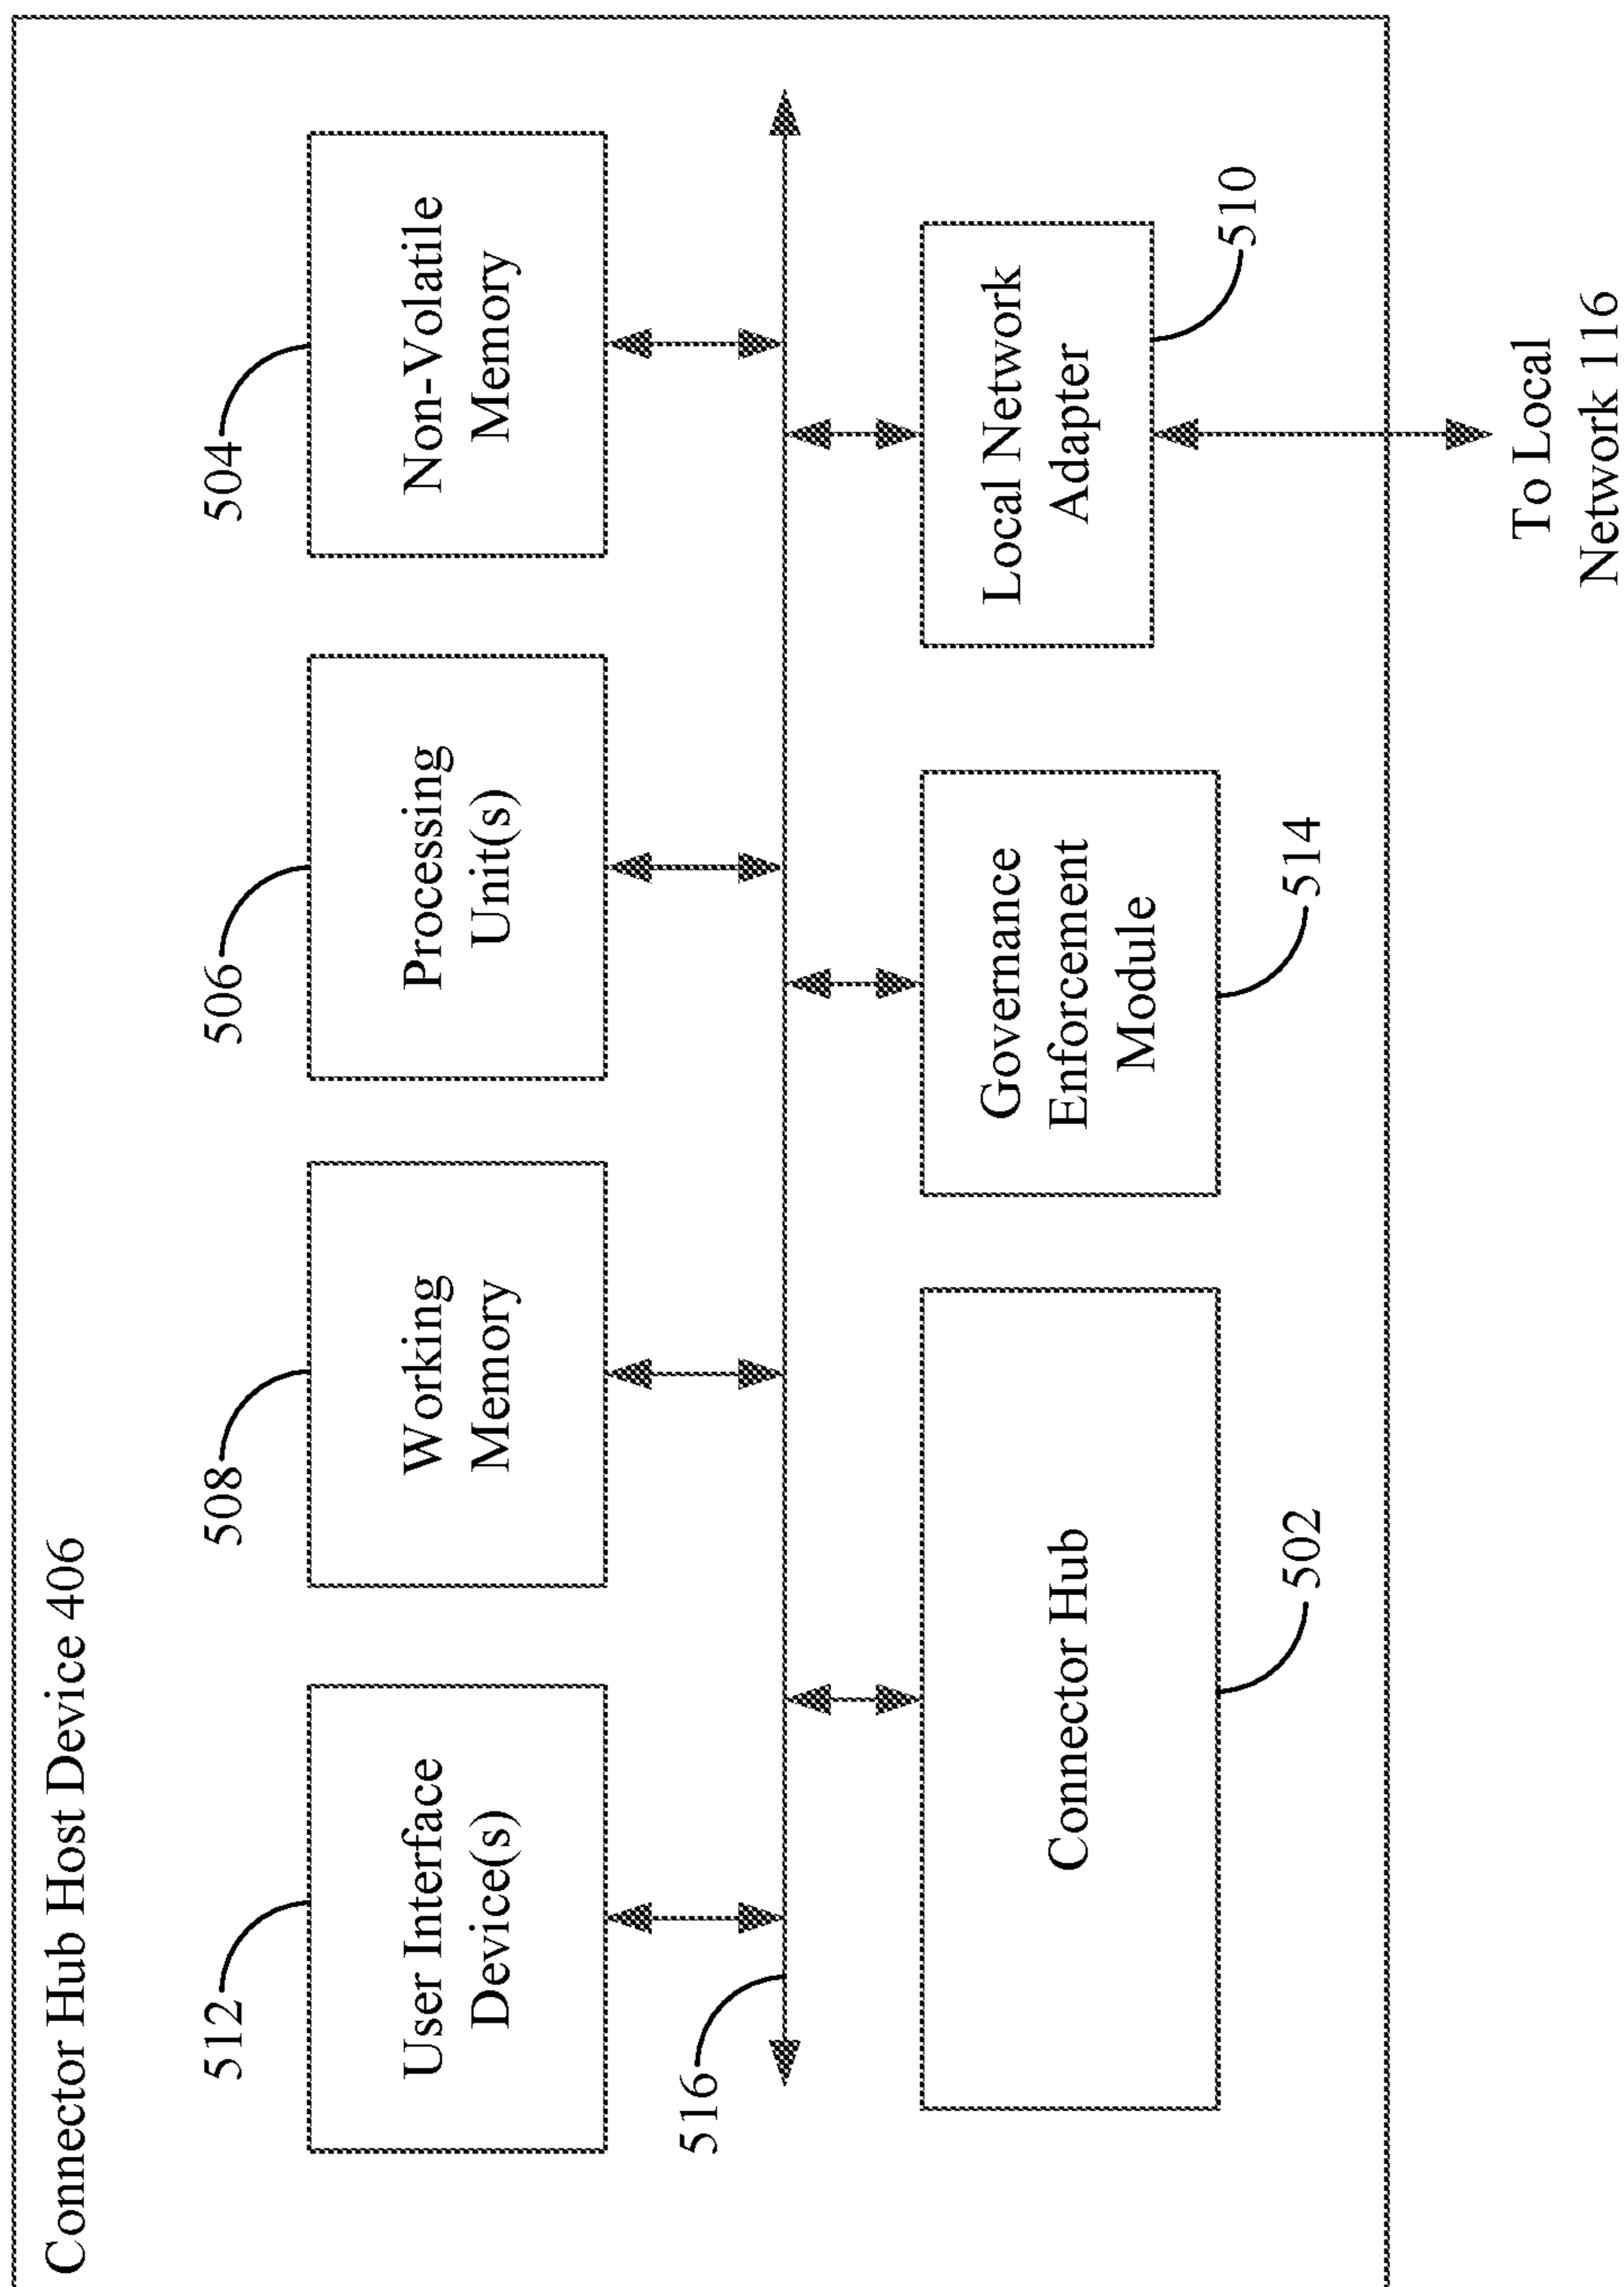 Connector Hub Host Device 406
512
508
506
504
User Interface
Device(s)
Working
Memory
Processing
Unit(s)
Non-Volatile
Memory
516
Connector Hub
Governance
Enforcement
Module
Local Network
Adapter
502
514
510
To Local
Network 116